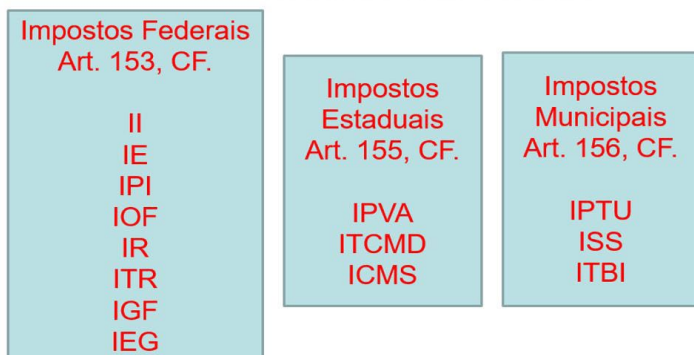 Impostos Federais
Art. 153, CF.
II
IE
IPI
IOF
IR
ITR
IGF
IEG
Impostos
Estaduais
Art. 155, CF.
IPVA
ITCMD
ICMS
Impostos
Municipais
Art. 156, CF.
IPTU
ISS
ITBI